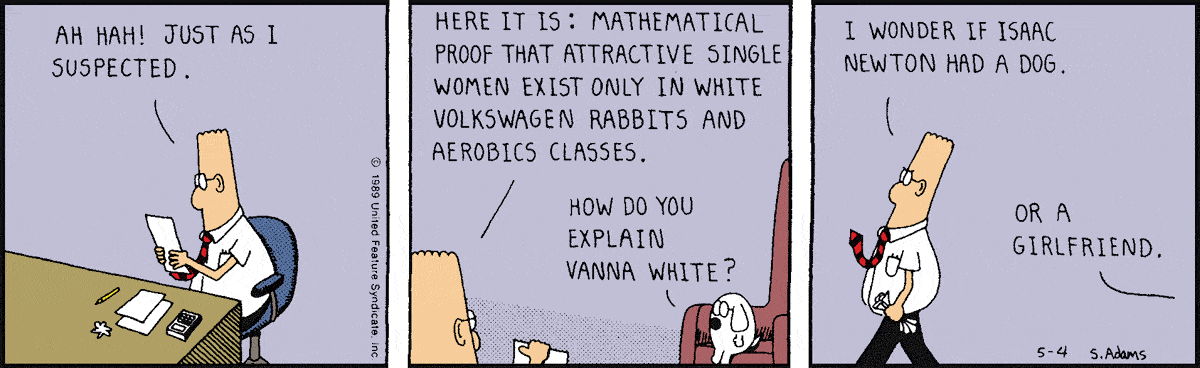 AH HAH! JUST AS I
SUSPECTED.
© 1989 United Feature Syndicate, Inc
HERE IT IS: MATHEMATICAL
PROOF THAT ATTRACTIVE SINGLE
WOMEN EXIST ONLY IN WHITE
VOLKSWAGEN RABBITS AND
AEROBICS CLASSES.
HOW DO YOU
EXPLAIN
VANNA WHITE?
I WONDER IF ISAAC
NEWTON HAD A DOG.
OR A
GIRLFRIEND.
5-4 S.Adams